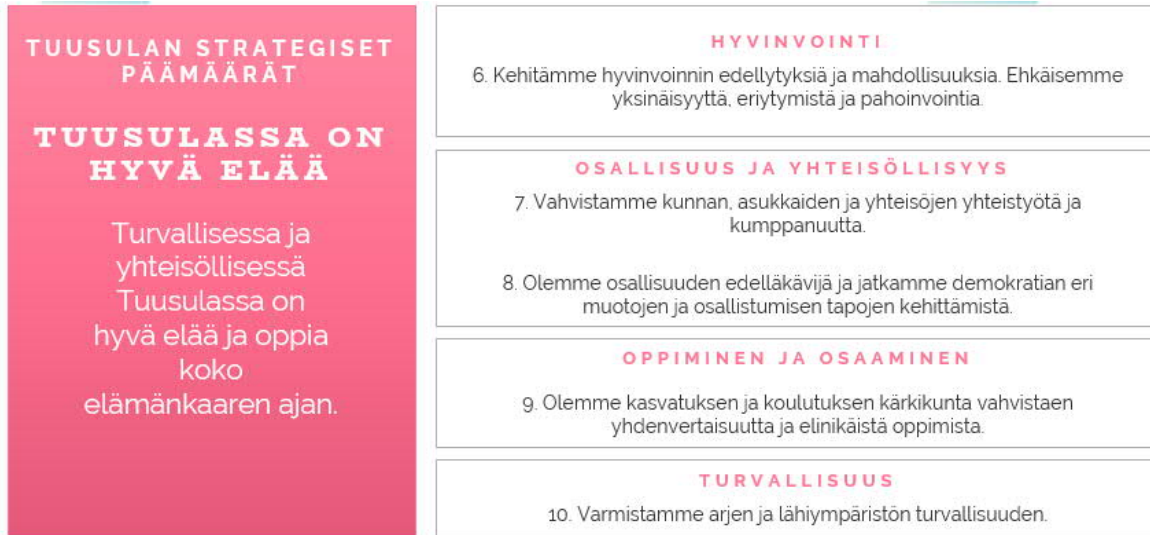 TUUSULAN STRATEGISET
PÄÄMÄÄRÄT
TUUSULASSA ON
HYVÄ ELÄÄ
Turvallisessa ja
yhteisöllisessä
Tuusulassa on
hyvä elää ja oppia
koko
elämänkaaren ajan.
HYVINVOINTI
6. Kehitämme hyvinvoinnin edellytyksiä ja mahdollisuuksia. Ehkäisemme
yksinäisyyttä, eriytymistä ja pahoinvointia.
OSALLISUUS JA YHTEISÖLLISYYS
7. Vahvistamme kunnan, asukkaiden ja yhteisöjen yhteistyötä ja
kumppanuutta.
8. Olemme osallisuuden edelläkävijä ja jatkamme demokratian eri
muotojen ja osallistumisen tapojen kehittämistä.
OPPIMINEN JA OSAAMINEN
9. Olemme kasvatuksen ja koulutuksen kärkikunta vahvistaen
yhdenvertaisuutta ja elinikäistä oppimista.
TURVALLISUUS
10. Varmistamme arjen ja lähiympäristön turvallisuuden.